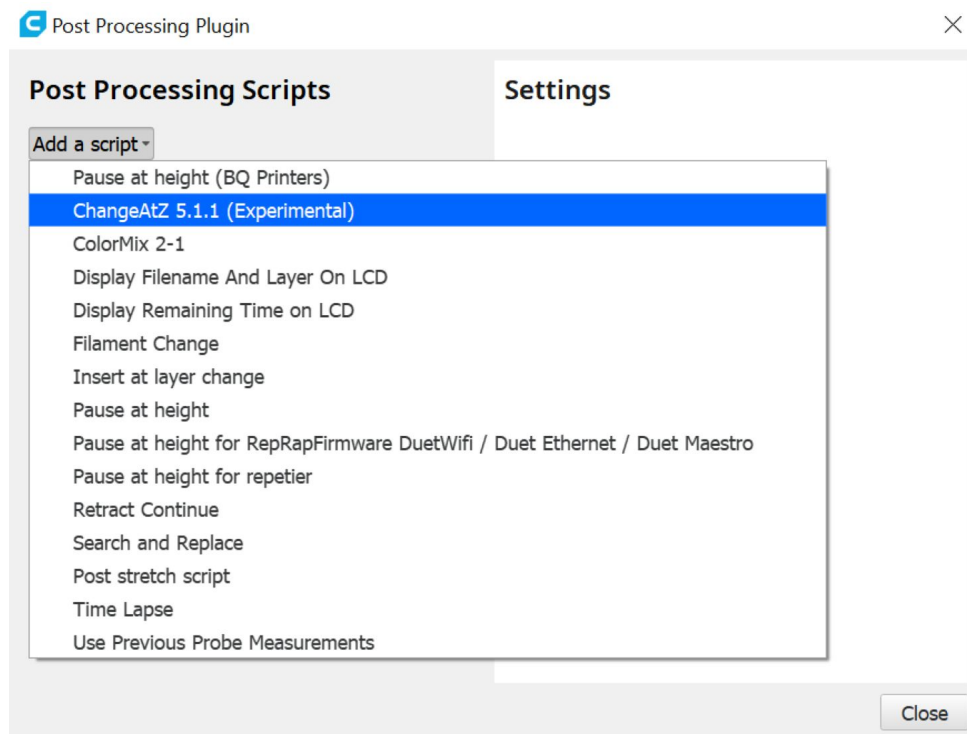 Post Processing Plugin
Post Processing Scripts
Settings
Add a script
Pause at height (BQ Printers)
ChangeAtZ 5.1.1 (Experimental)
ColorMix 2-1
Display Filename And Layer On LCD
Display Remaining Time on LCD
Filament Change
Insert at layer change
Pause at height
Pause at height for RepRapFirmware DuetWifi / Duet Ethernet / Duet Maestro
Pause at height for repetier
Retract Continue
Search and Replace
Post stretch script
Time Lapse
Use Previous Probe Measurements
Close